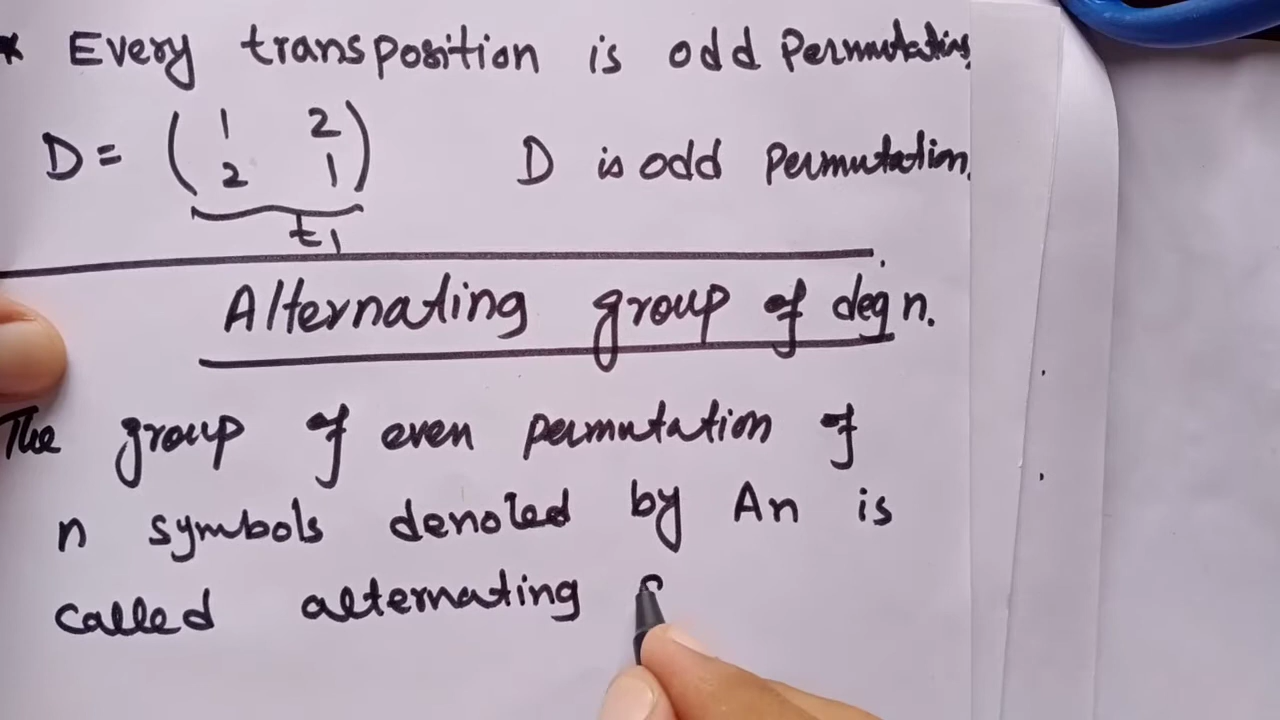 * Every transposition is odd Permutation
D = ( 1 2 ) D is odd Permutation.
2 1
t1
Alternating group of deg n.
The group of even permutation of
n symbols denoted by An is
called alternating